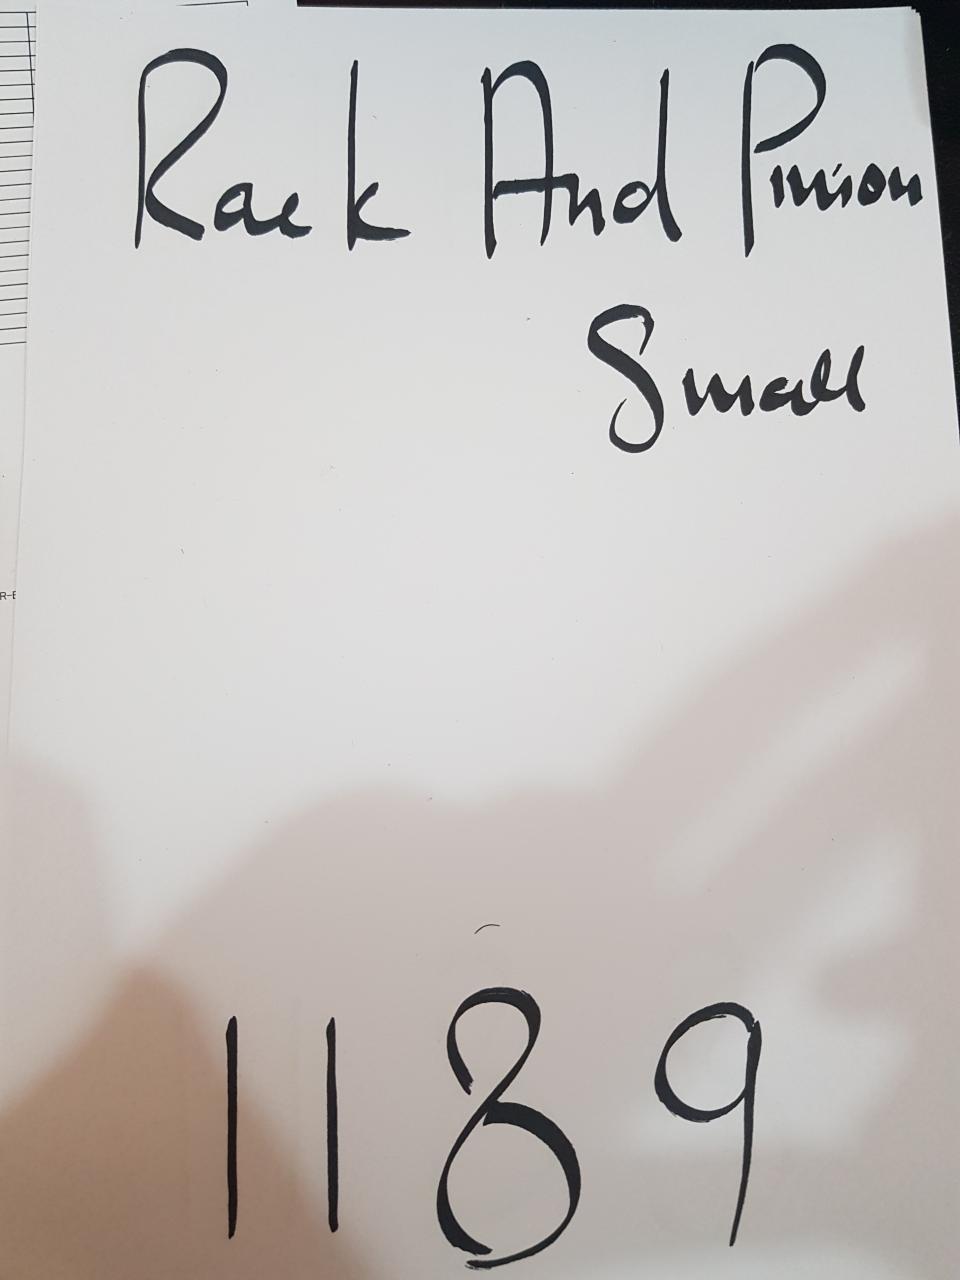 Rack And Pinion
Small
R-E
1189